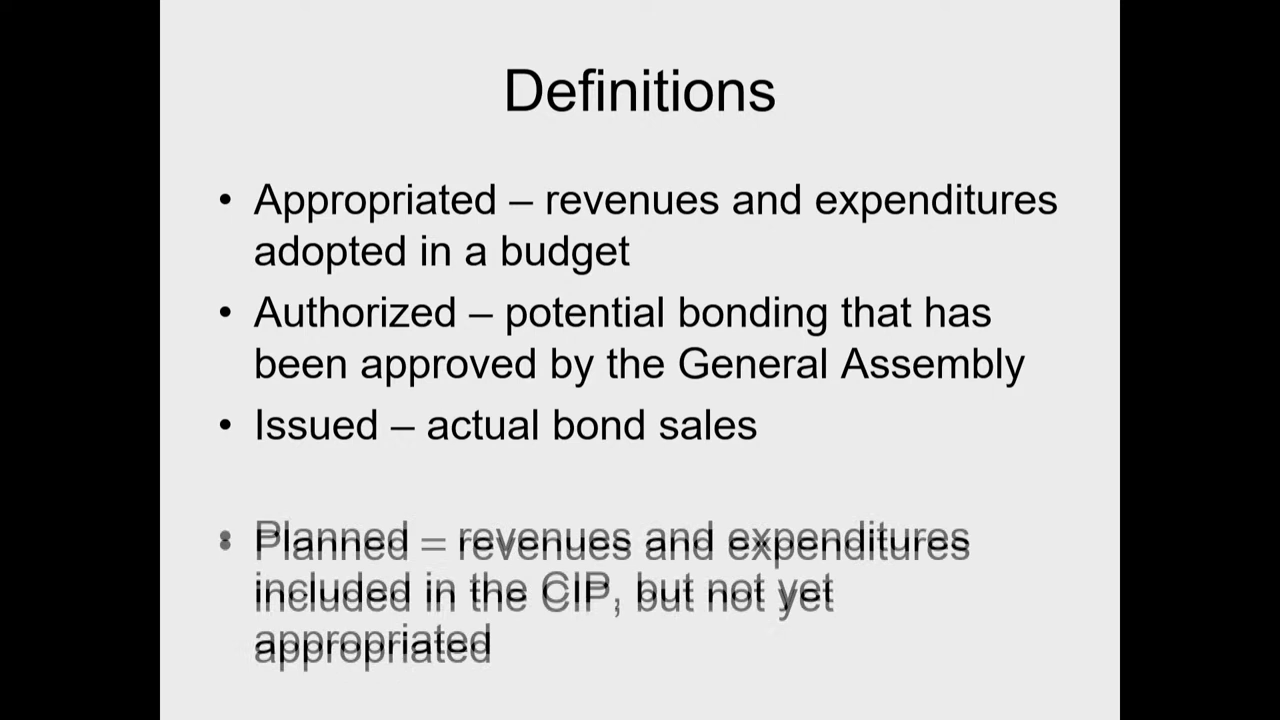 Definitions
• Appropriated – revenues and expenditures
adopted in a budget
• Authorized – potential bonding that has
been approved by the General Assembly
• Issued – actual bond sales
• Planned – revenues and expenditures
included in the CIP, but not yet
appropriated